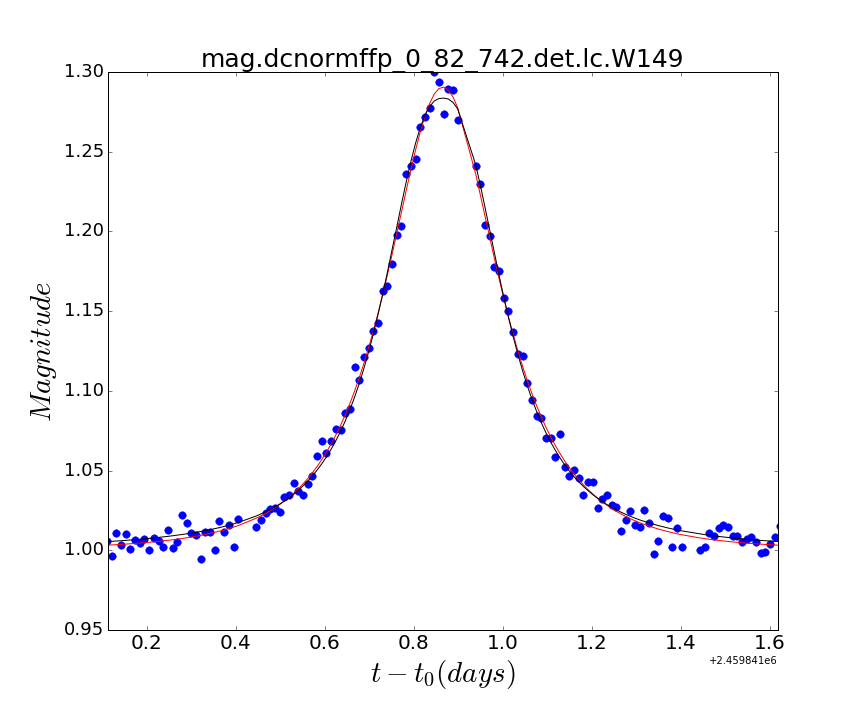 mag.dcnormffp_0_82_742.det.lc.W149
1.30
1.25
1.20
1.15
1.10
1.05
1.00
0.95
Magnitude
0.2 0.4 0.6 0.8 1.0 1.2 1.4 1.6
+2.459841e6
t − t₀(days)